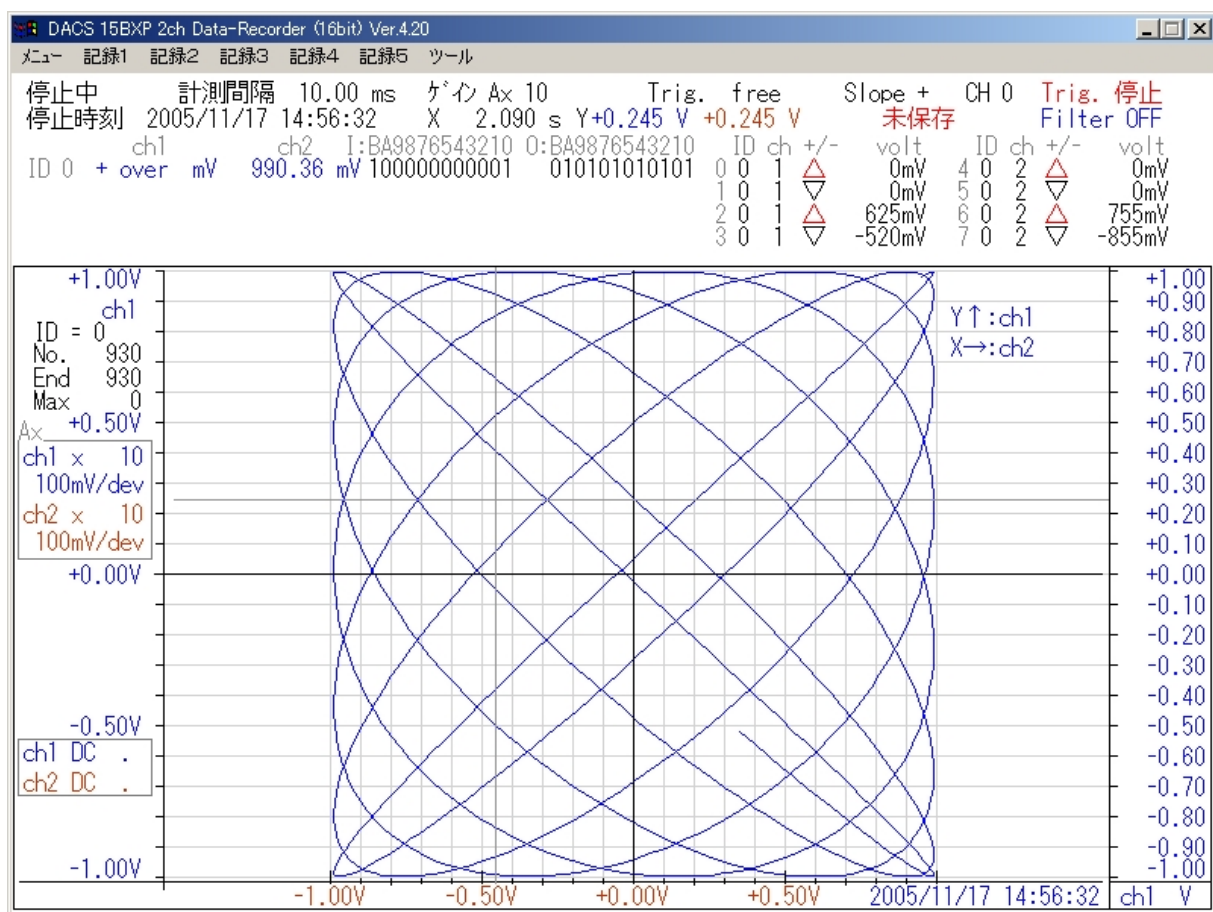 DACS 15BXP 2ch Data-Recorder (16bit) Ver.4.20
ﾒﾆｭｰ 記録1 記録2 記録3 記録4 記録5 ツール
停止中 計測間隔 10.00 ms ｹﾞｲﾝ Ax 10 Trig. free Slope + CH 0 Trig. 停止
停止時刻 2005/11/17 14:56:32 X 2.090 s Y+0.245 V +0.245 V 未保存 Filter OFF
ch1 ch2 I:BA9876543210 O:BA9876543210 ID ch +/- volt ID ch +/- volt
ID 0 + over mV 990.36 mV 100000000001 010101010101 0 0 1 △ 0mV 4 0 2 △ 0mV
1 0 1 ▽ 0mV 5 0 2 ▽ 0mV
2 0 1 △ 625mV 6 0 2 △ 755mV
3 0 1 ▽ -520mV 7 0 2 ▽ -855mV
+1.00V
ch1
ID = 0
No. 930
End 930
Max 0
+0.50V
Ax
ch1 x 10
100mV/dev
ch2 x 10
100mV/dev
+0.00V
-0.50V
ch1 DC .
ch2 DC .
-1.00V
Y↑:ch1
X→:ch2
+1.00
+0.90
+0.80
+0.70
+0.60
+0.50
+0.40
+0.30
+0.20
+0.10
+0.00
-0.10
-0.20
-0.30
-0.40
-0.50
-0.60
-0.70
-0.80
-0.90
-1.00
-1.00V -0.50V +0.00V +0.50V 2005/11/17 14:56:32 ch1 V